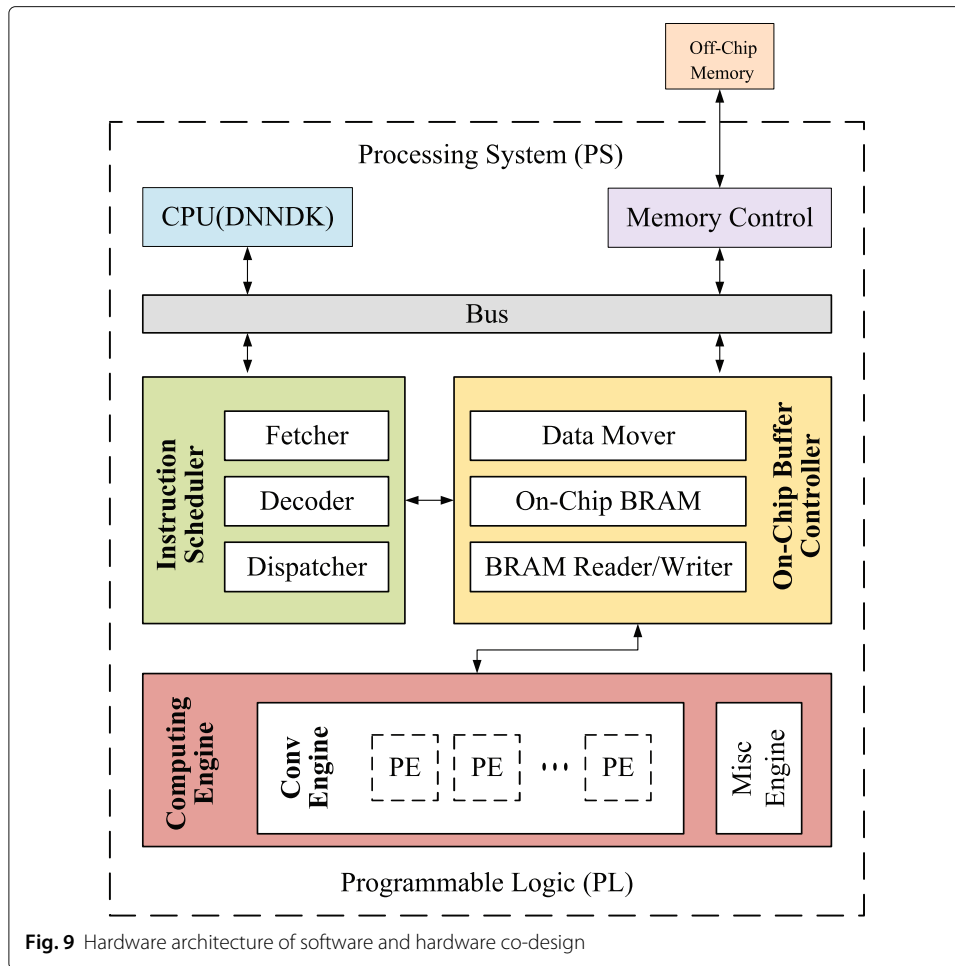 Off-Chip
Memory
Processing System (PS)
CPU(DNNDK)
Memory Control
Bus
Instruction
Scheduler
Fetcher
Decoder
Dispatcher
Data Mover
On-Chip BRAM
BRAM Reader/Writer
On-Chip Buffer
Controller
Computing
Engine
Conv
Engine
PE
PE
•••
PE
Misc
Engine
Programmable Logic (PL)
Fig. 9 Hardware architecture of software and hardware co-design